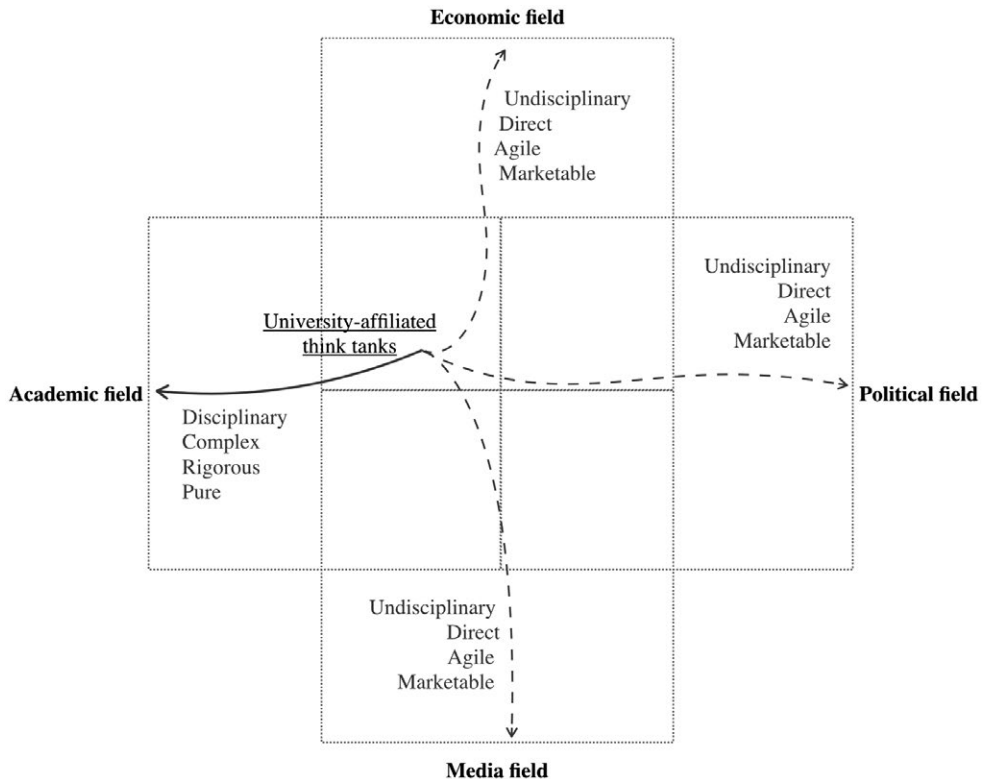 Economic field
Undisciplinary
Direct
Agile
Marketable
Undisciplinary
Direct
Agile
Marketable
University-affiliated
think tanks
Academic field
Political field
Disciplinary
Complex
Rigorous
Pure
Undisciplinary
Direct
Agile
Marketable
Media field